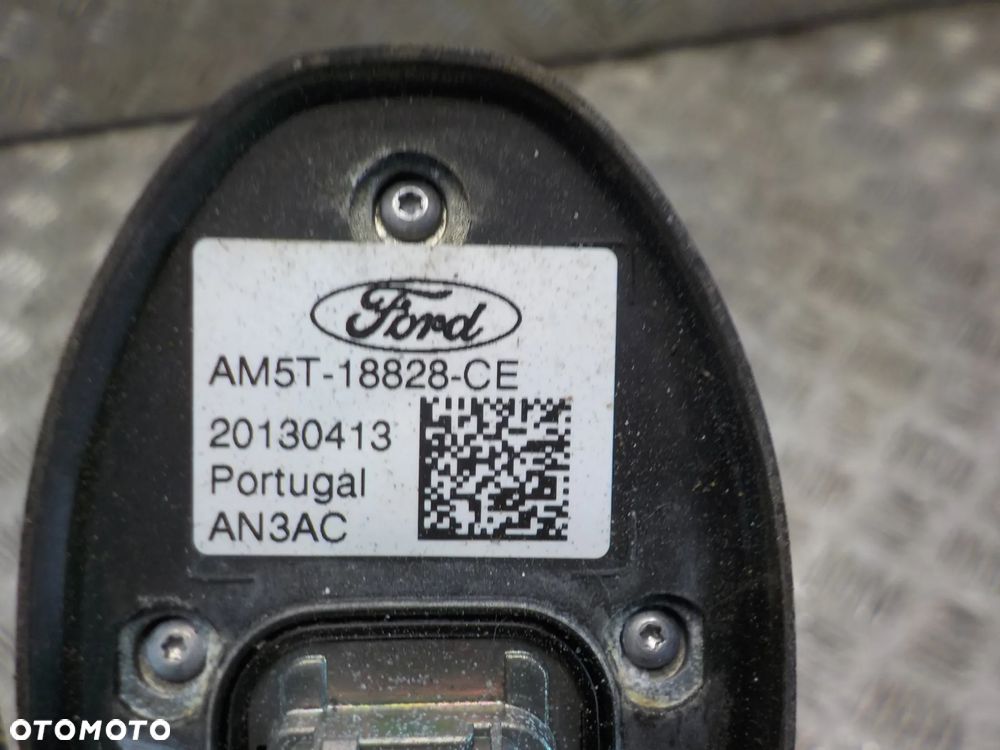 Ford
AM5T-18828-CE
20130413
Portugal
AN3AC
OTOMOTO